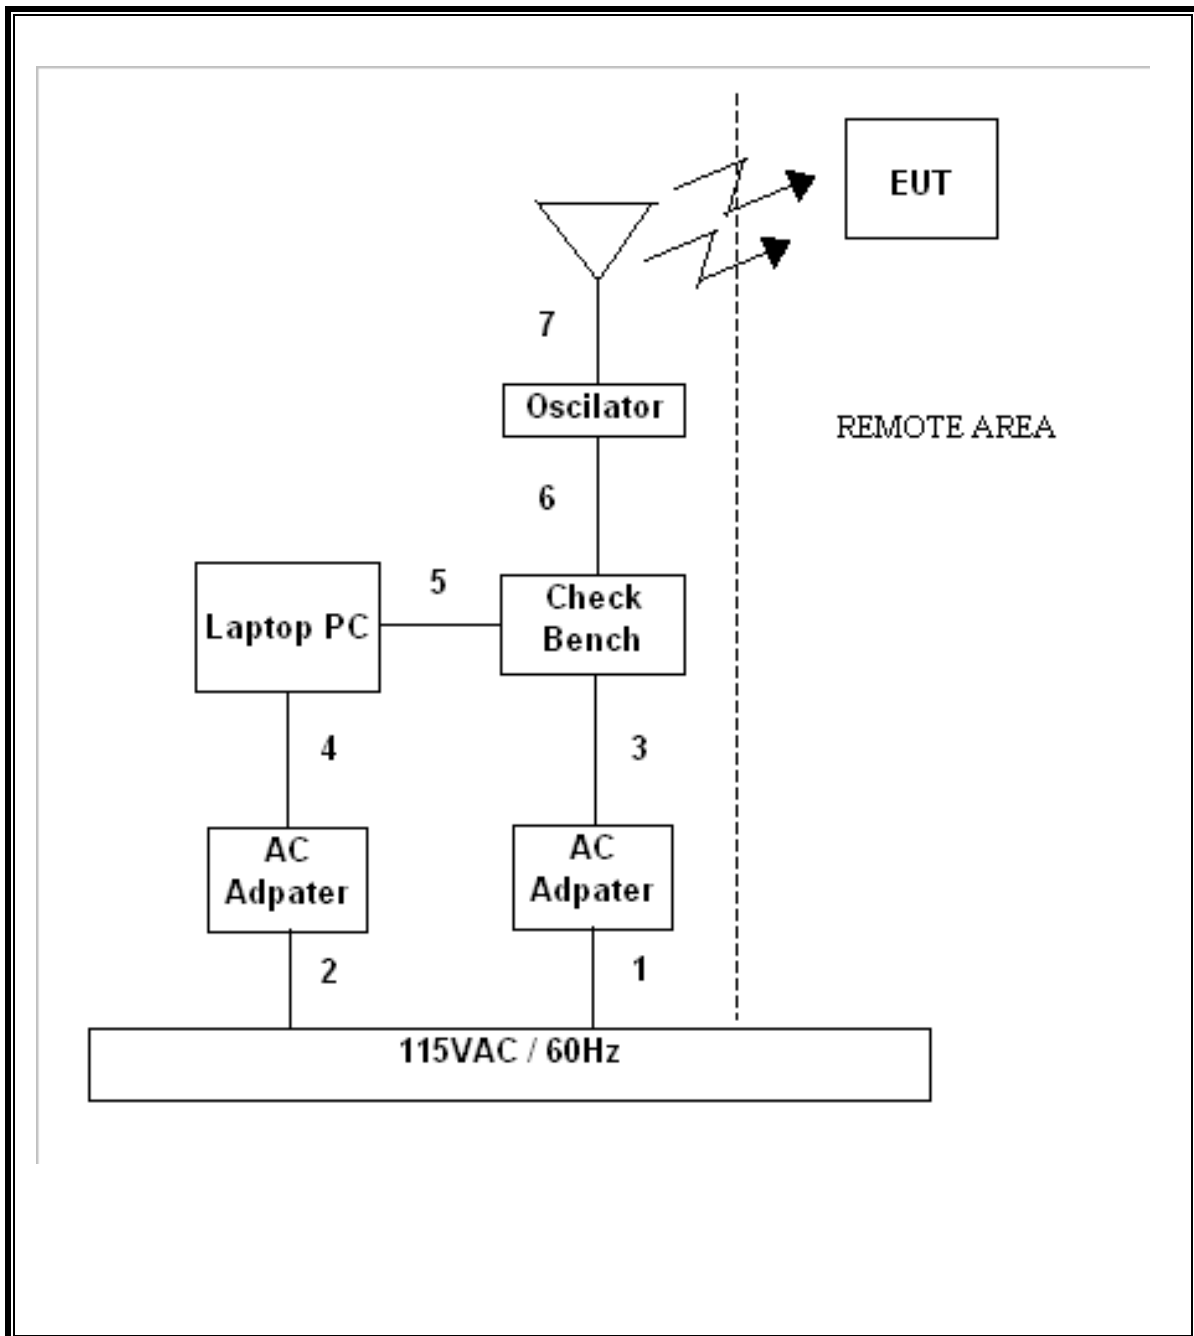 EUT
7
Oscilator
REMOTE AREA
6
5
Check
Bench
Laptop PC
4
3
AC
Adpater
AC
Adpater
2
1
115VAC / 60Hz